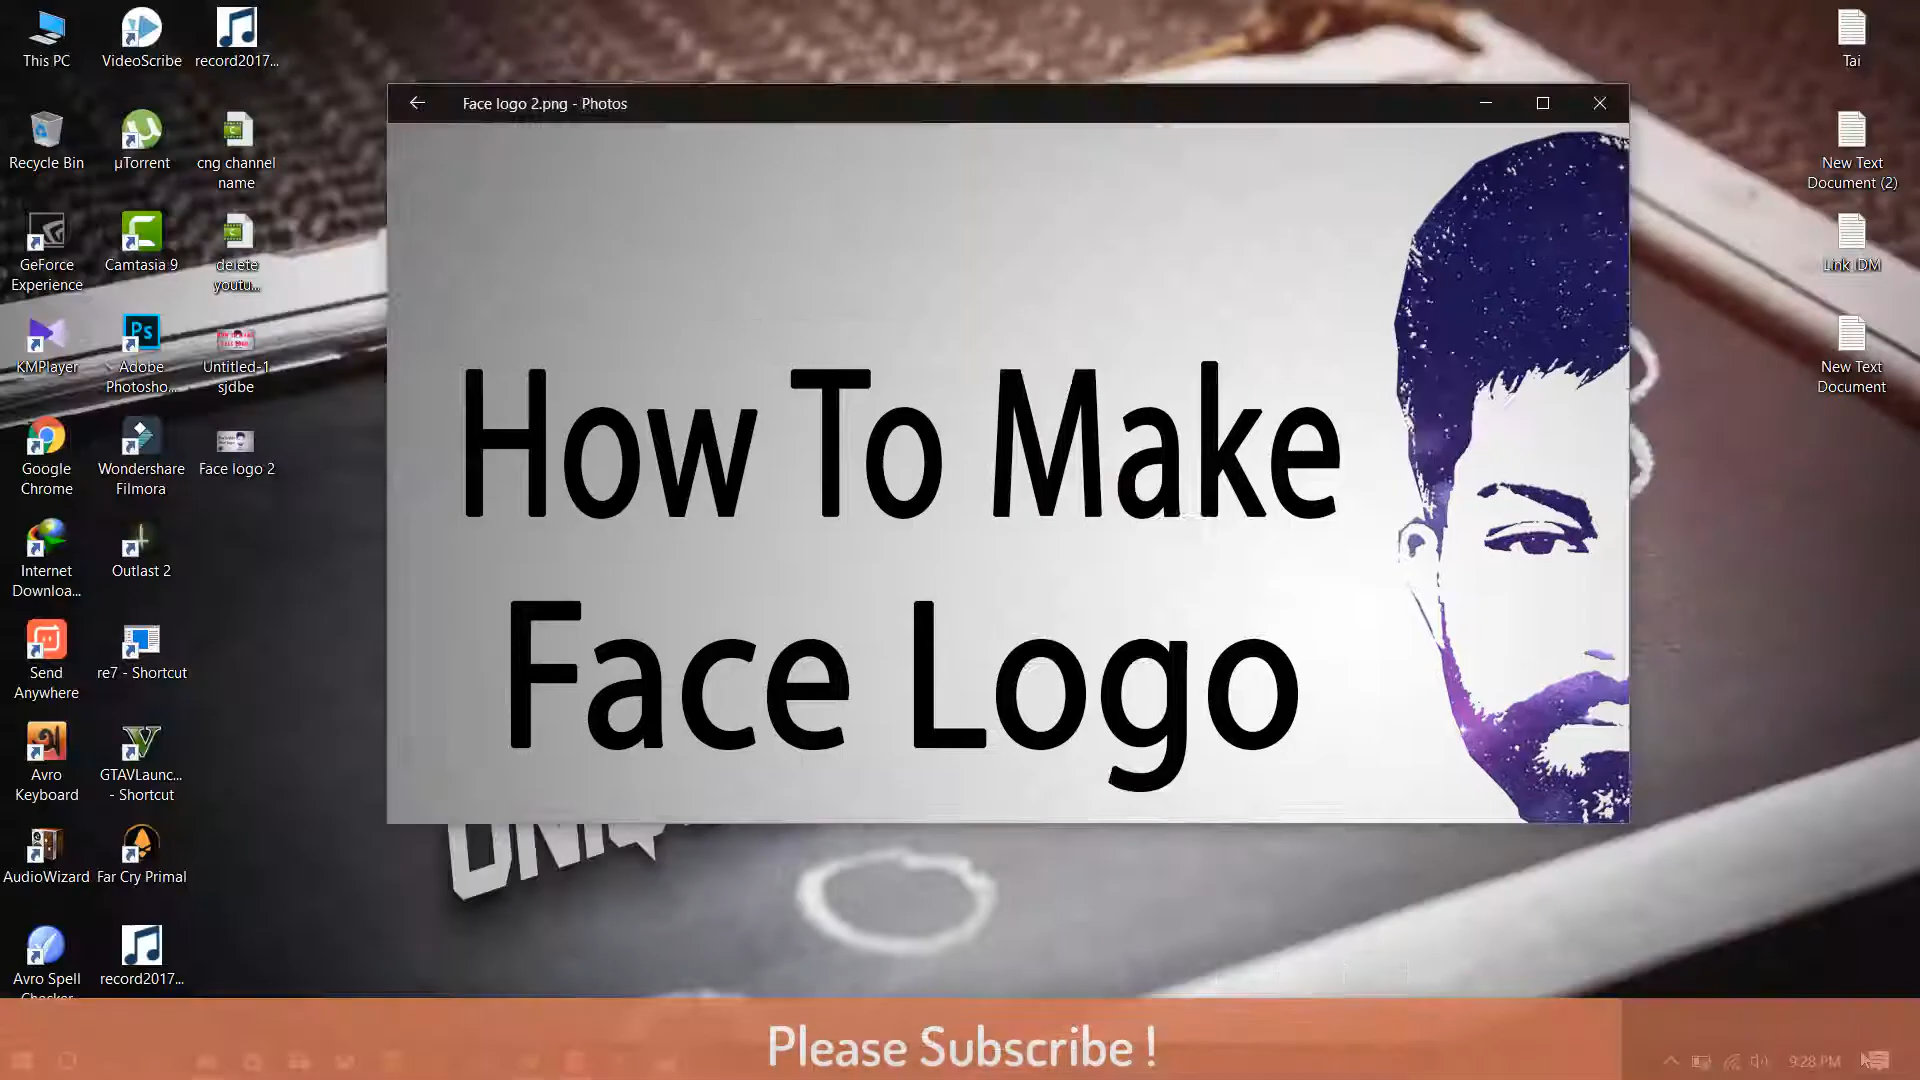 This PC
VideoScribe
record2017...
Recycle Bin
µTorrent
cng channel
name
GeForce
Experience
Camtasia 9
delete
youtu...
KMPlayer
Adobe
Photosho...
Untitled-1
sjdbe
Google
Chrome
Wondershare
Filmora
Face logo 2
Internet
Downloa...
Outlast 2
Send
Anywhere
re7 - Shortcut
Avro
Keyboard
GTAVLaunc...
- Shortcut
AudioWizard
Far Cry Primal
Avro Spell
Checker
record2017...
Face logo 2.png - Photos
How To Make
Face Logo
Tai
New Text
Document (2)
Link IDM
New Text
Document
Please Subscribe !
9:28 PM